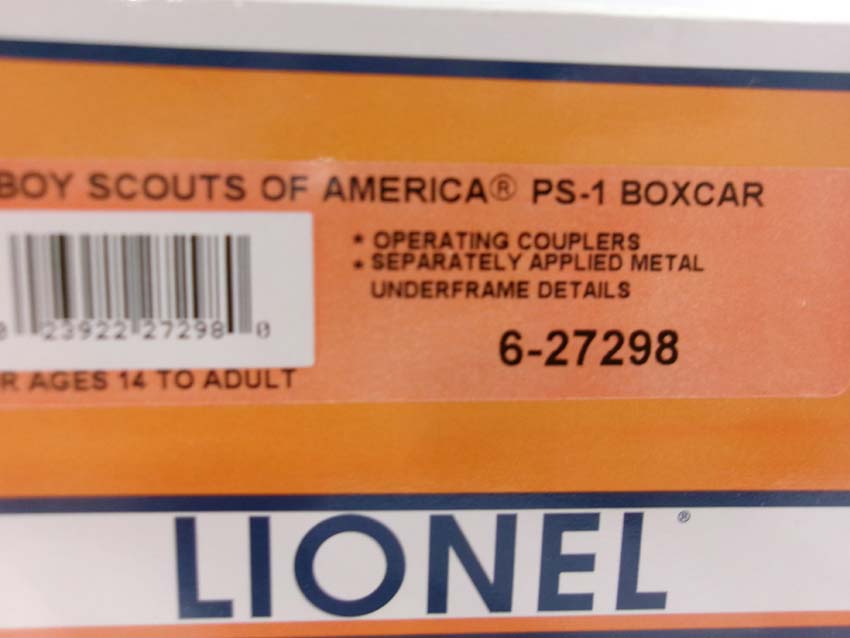 BOY SCOUTS OF AMERICA® PS-1 BOXCAR
* OPERATING COUPLERS
* SEPARATELY APPLIED METAL
UNDERFRAME DETAILS
23922 27298 0
6-27298
R AGES 14 TO ADULT
LIONEL®